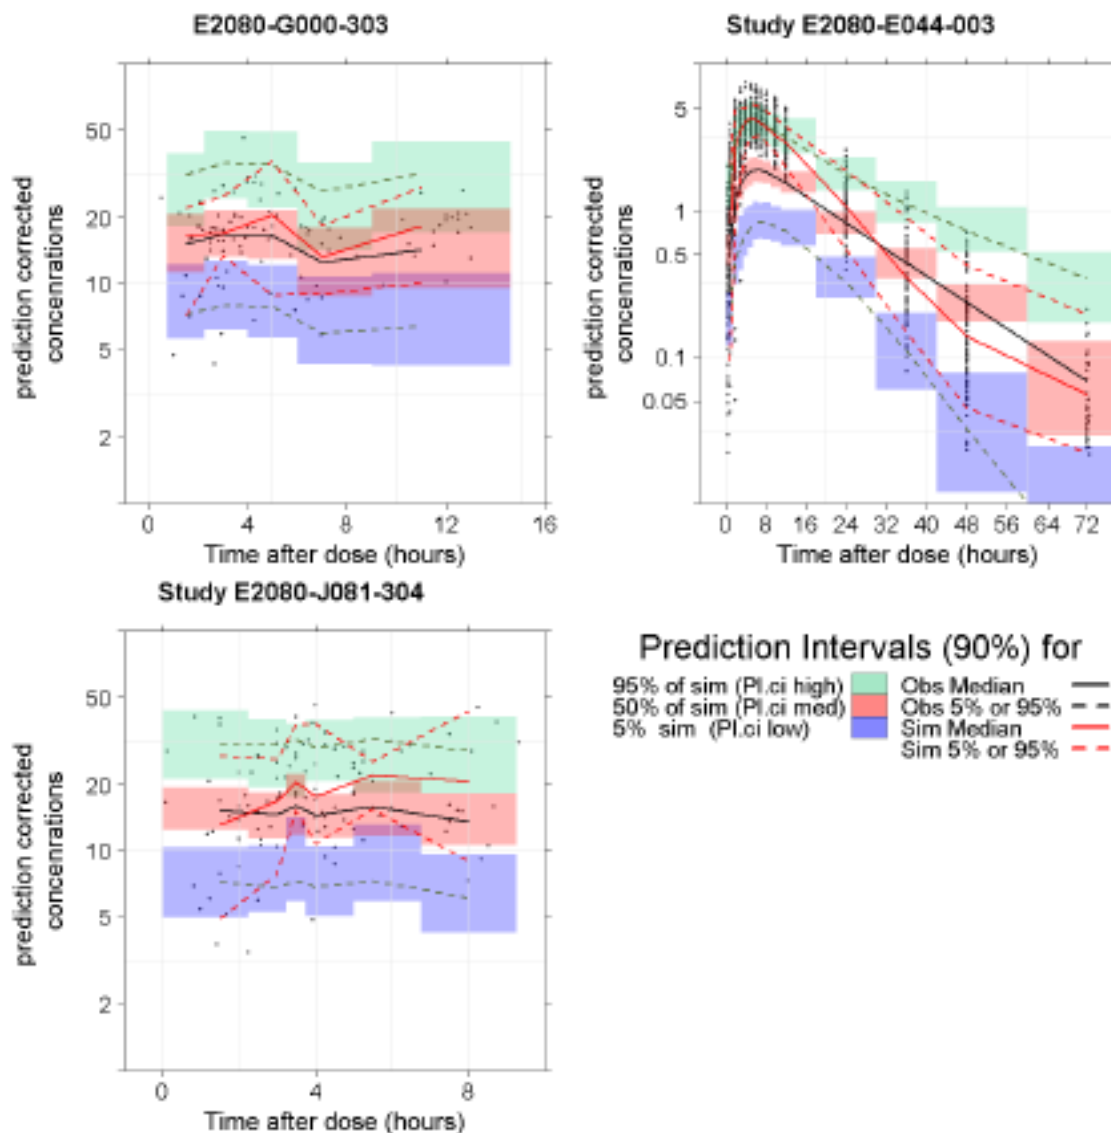 E2080-G000-303
50
20
10
5
2
0
4
8
12
16
prediction corrected
concenrations
Time after dose (hours)
Study E2080-E044-003
5
1
0.5
0.1
0.05
0 8 16 24 32 40 48 56 64 72
prediction corrected
concenrations
Time after dose (hours)
Study E2080-J081-304
50
20
10
5
2
0
4
8
prediction corrected
concenrations
Time after dose (hours)
Prediction Intervals (90%) for
95% of sim (PI.ci high)
50% of sim (PI.ci med)
5% sim (PI.ci low)
Obs Median
Obs 5% or 95%
Sim Median
Sim 5% or 95%